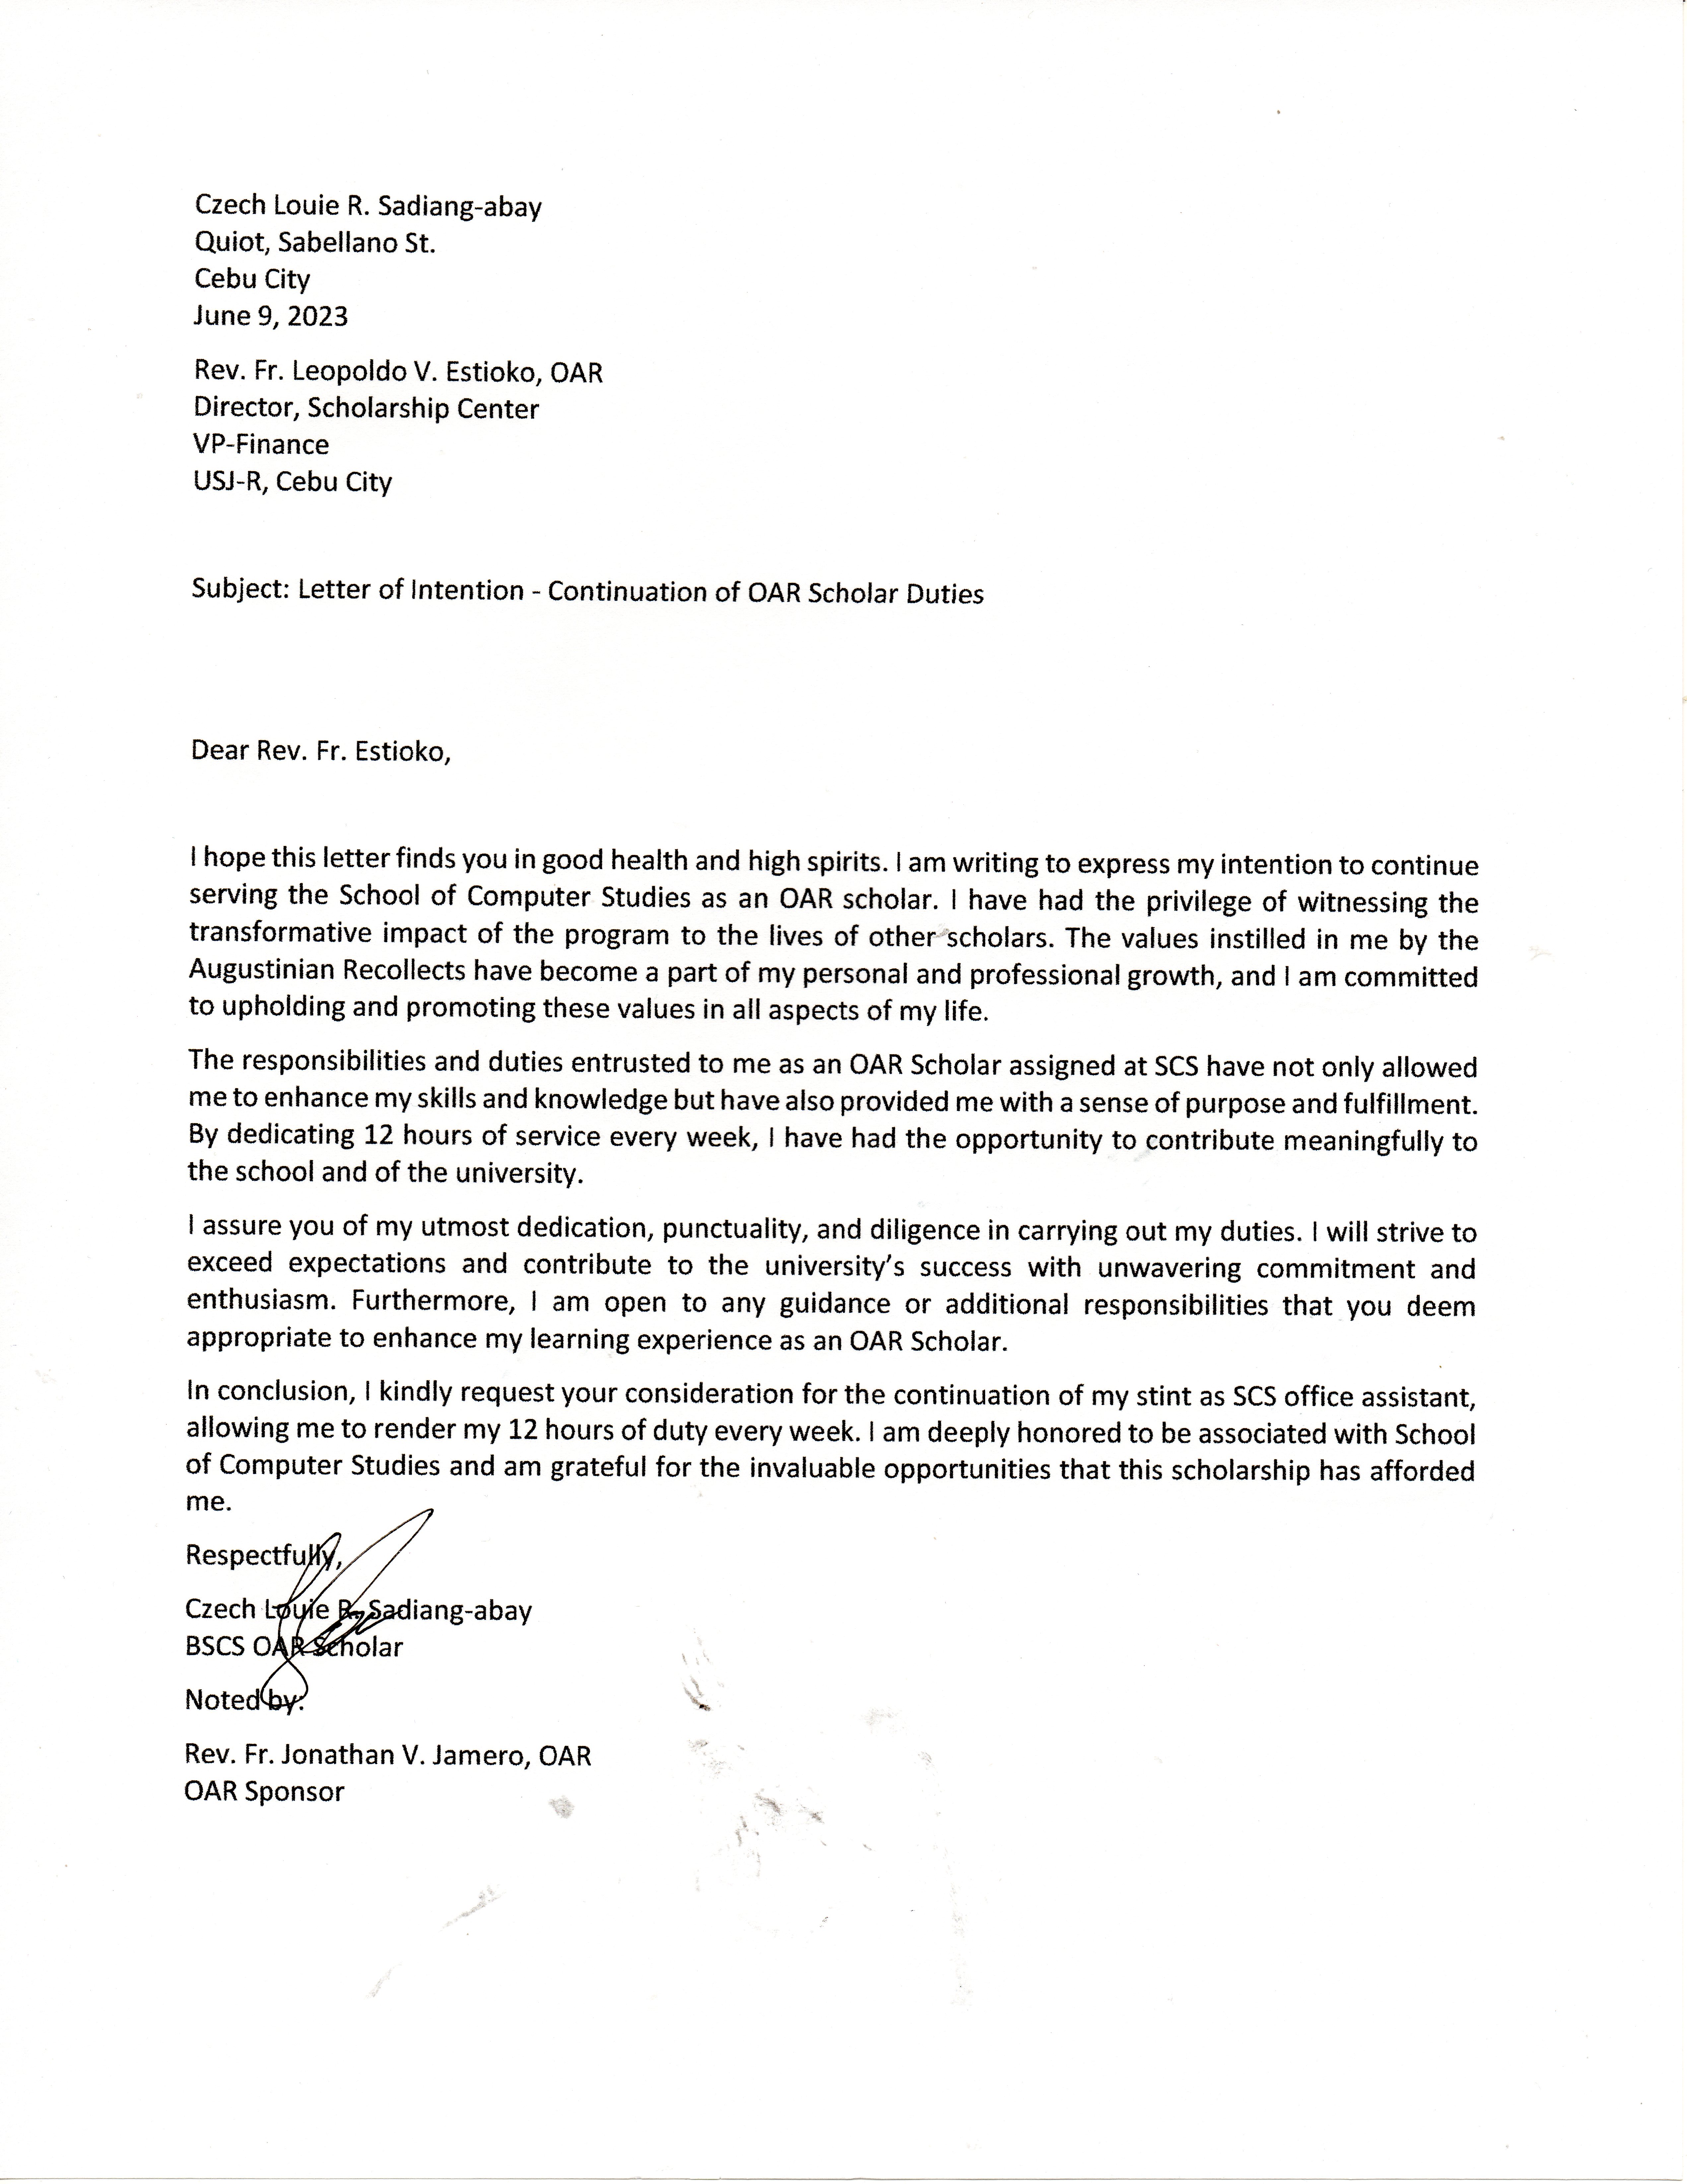 Czech Louie R. Sadiang-abay
Quiot, Sabellano St.
Cebu City
June 9, 2023
Rev. Fr. Leopoldo V. Estioko, OAR
Director, Scholarship Center
VP-Finance
USJ-R, Cebu City
Subject: Letter of Intention - Continuation of OAR Scholar Duties
Dear Rev. Fr. Estioko,
I hope this letter finds you in good health and high spirits. I am writing to express my intention to continue
serving the School of Computer Studies as an OAR scholar. I have had the privilege of witnessing the
transformative impact of the program to the lives of other scholars. The values instilled in me by the
Augustinian Recollects have become a part of my personal and professional growth, and I am committed
to upholding and promoting these values in all aspects of my life.
The responsibilities and duties entrusted to me as an OAR Scholar assigned at SCS have not only allowed
me to enhance my skills and knowledge but have also provided me with a sense of purpose and fulfillment.
By dedicating 12 hours of service every week, I have had the opportunity to contribute meaningfully to
the school and of the university.
I assure you of my utmost dedication, punctuality, and diligence in carrying out my duties. I will strive to
exceed expectations and contribute to the university’s success with unwavering commitment and
enthusiasm. Furthermore, I am open to any guidance or additional responsibilities that you deem
appropriate to enhance my learning experience as an OAR Scholar.
In conclusion, I kindly request your consideration for the continuation of my stint as SCS office assistant,
allowing me to render my 12 hours of duty every week. I am deeply honored to be associated with School
of Computer Studies and am grateful for the invaluable opportunities that this scholarship has afforded
me.
Respectfully,
Czech Louie R. Sadiang-abay
BSCS OAR Scholar
Noted by:
Rev. Fr. Jonathan V. Jamero, OAR
OAR Sponsor